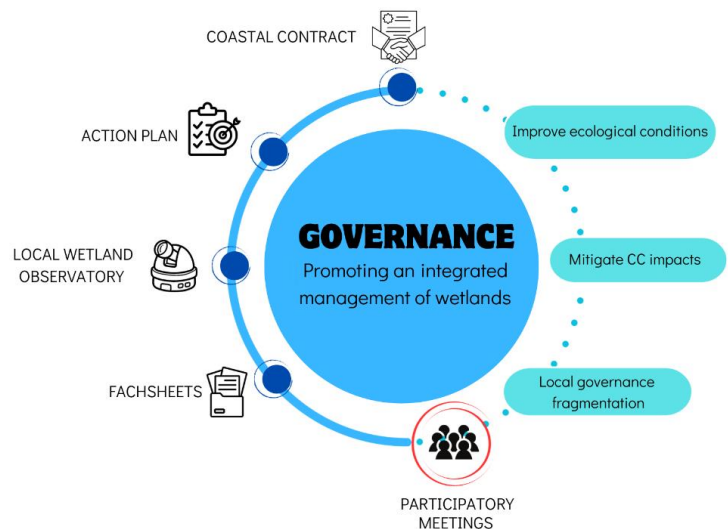 COASTAL CONTRACT
ACTION PLAN
LOCAL WETLAND
OBSERVATORY
FACHSHEETS
PARTICIPATORY
MEETINGS
GOVERNANCE
Promoting an integrated
management of wetlands
Improve ecological conditions
Mitigate CC impacts
Local governance
fragmentation